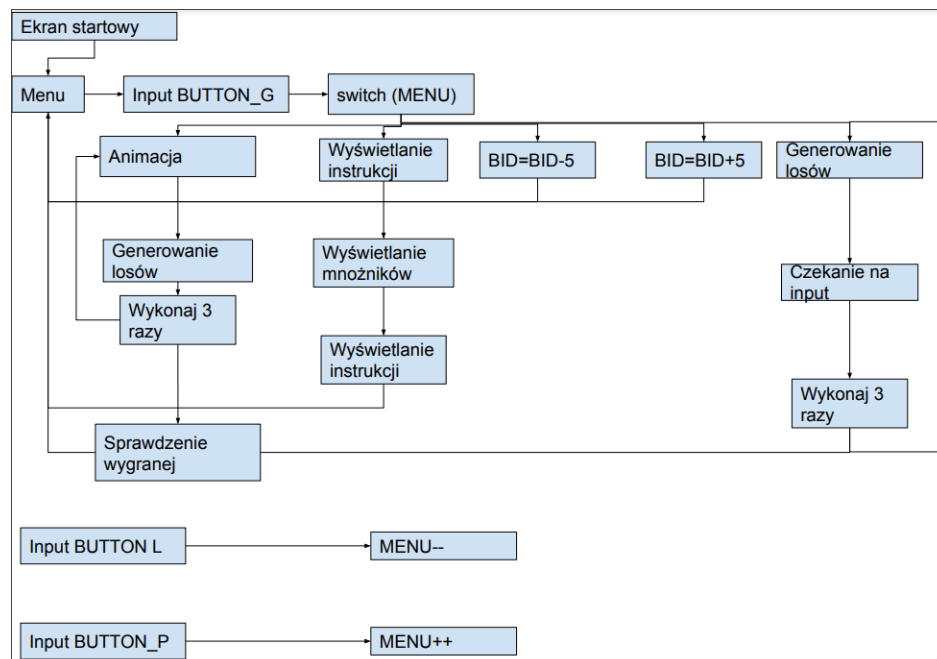 Ekran startowy
Menu
Input BUTTON_G
switch (MENU)
Animacja
Wyświetlanie
instrukcji
BID=BID-5
BID=BID+5
Generowanie
losów
Generowanie
losów
Wyświetlanie
mnożników
Czekanie na
input
Wykonaj 3
razy
Wyświetlanie
instrukcji
Wykonaj 3
razy
Sprawdzenie
wygranej
Input BUTTON L
MENU--
Input BUTTON_P
MENU++